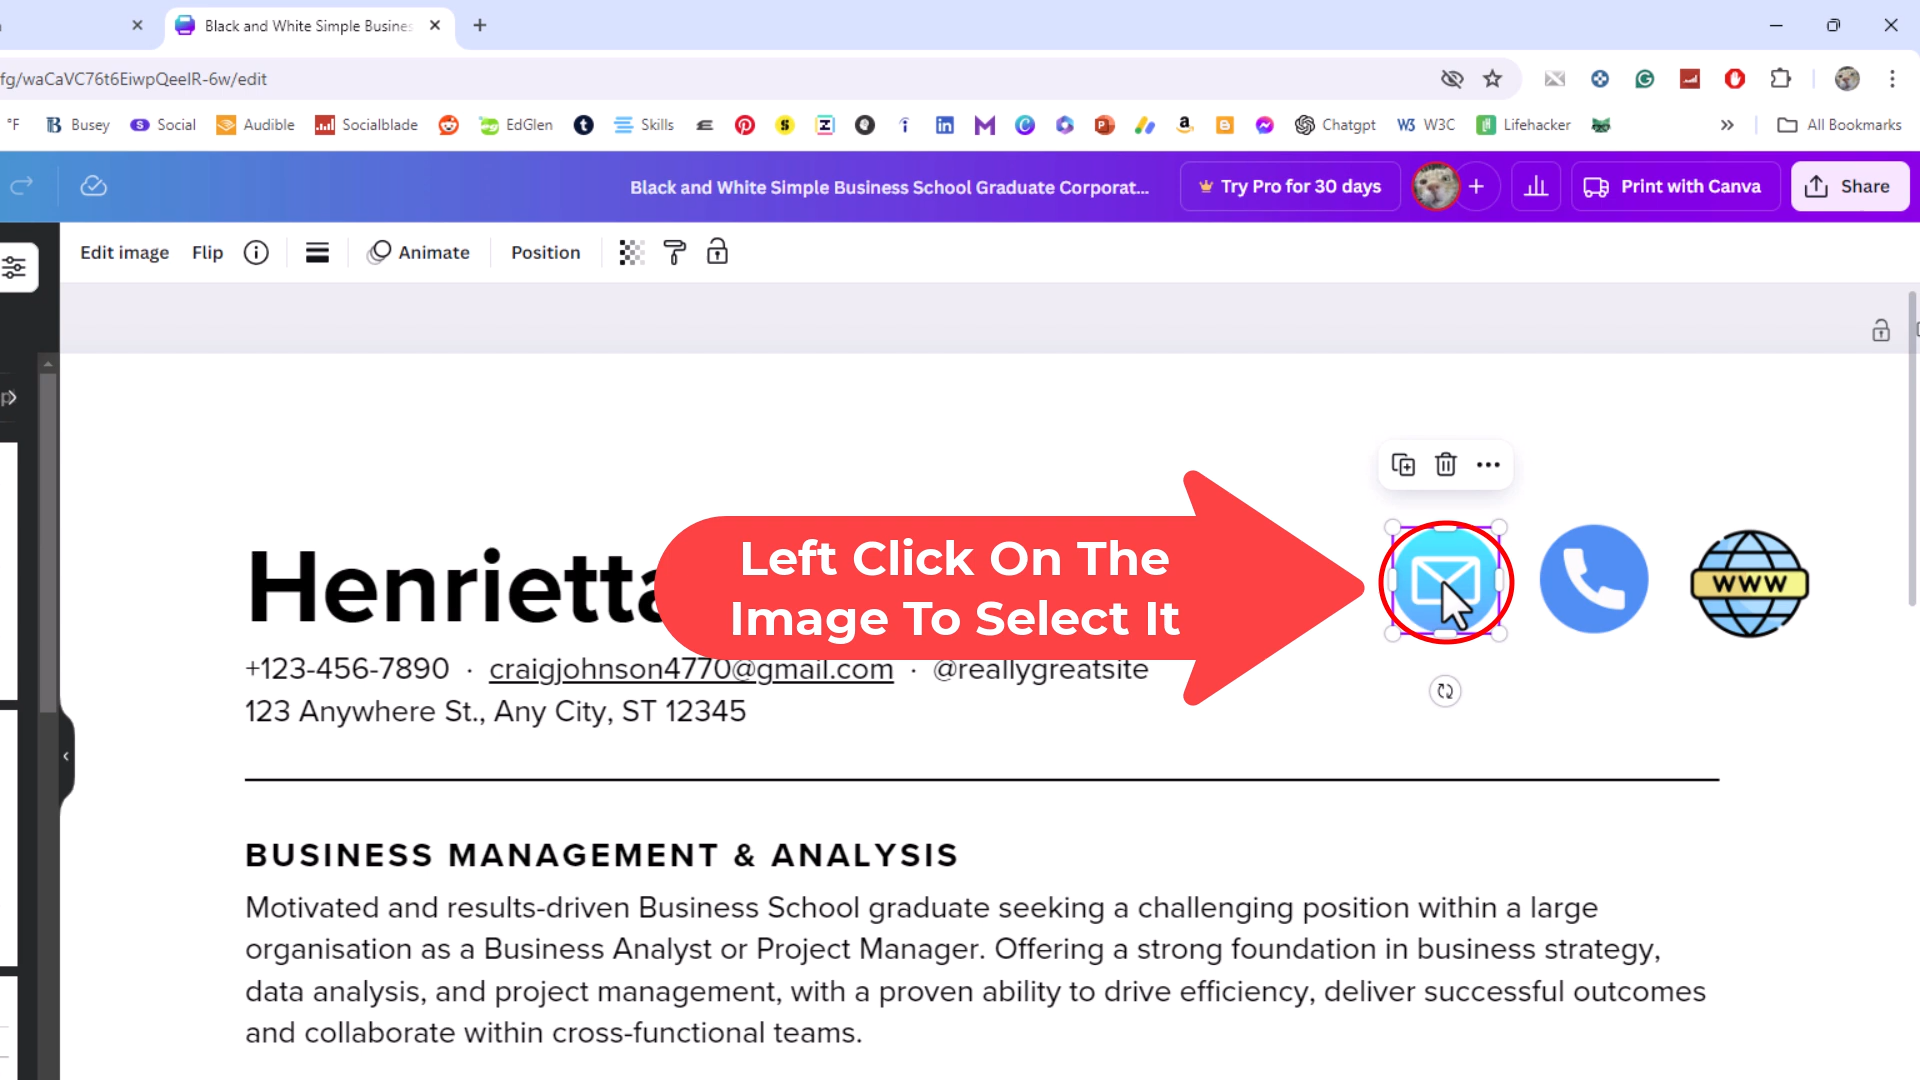 Black and White Simple Busines
fg/waCaVC76t6EiwpQeeIR-6w/edit
°F Busey Social Audible Socialblade EdGlen Skills Chatgpt W3C Lifehacker » All Bookmarks
Black and White Simple Business School Graduate Corporat... Try Pro for 30 days Print with Canva Share
Edit image Flip Animate Position
Left Click On The
Image To Select It
WWW
Henrietta
+123-456-7890 · craigjohnson4770@gmail.com · @reallygreatsite
123 Anywhere St., Any City, ST 12345
BUSINESS MANAGEMENT & ANALYSIS
Motivated and results-driven Business School graduate seeking a challenging position within a large
organisation as a Business Analyst or Project Manager. Offering a strong foundation in business strategy,
data analysis, and project management, with a proven ability to drive efficiency, deliver successful outcomes
and collaborate within cross-functional teams.